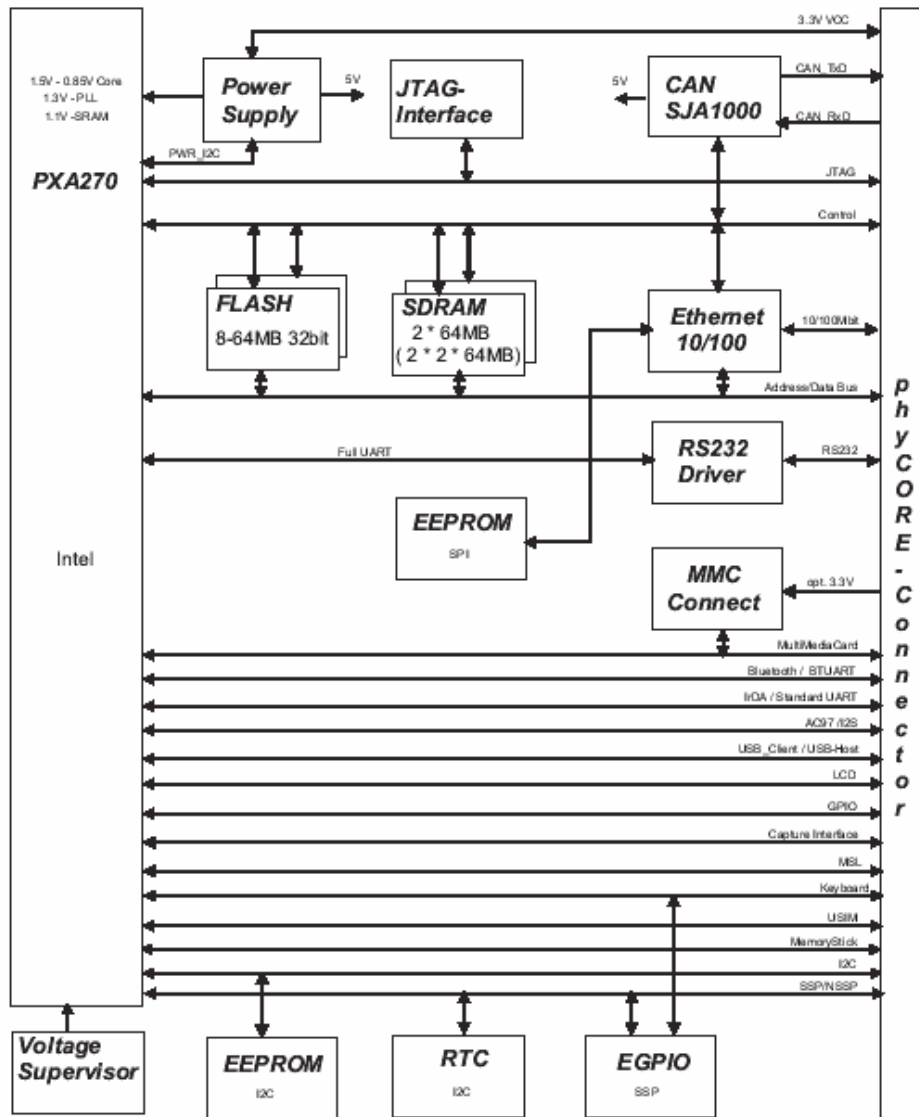 3.3V VCC
1.5V - 0.85V Core
1.3V - PLL
1.1V -SRAM
Power
Supply
5V
JTAG-
Interface
5V
CAN
SJA1000
CAN_TxD
CAN_RxD
PWR_I2C
PXA270
JTAG
Control
FLASH
8-64MB 32bit
SDRAM
2 * 64MB
( 2 * 2 * 64MB)
Ethernet
10/100
10/100Mbit
Address/Data Bus
Full UART
RS232
Driver
RS232
EEPROM
SPI
Intel
MMC
Connect
opt. 3.3V
phyCORE-Connector
MultiMediaCard
Bluetooth / BTUART
IrDA / Standard UART
AC97 /I2S
USB_Client / USB-Host
LCD
GPIO
Capture Interface
MSL
Keyboard
USIM
MemoryStick
I2C
SSP/NSSP
Voltage
Supervisor
EEPROM
I2C
RTC
I2C
EGPIO
SSP